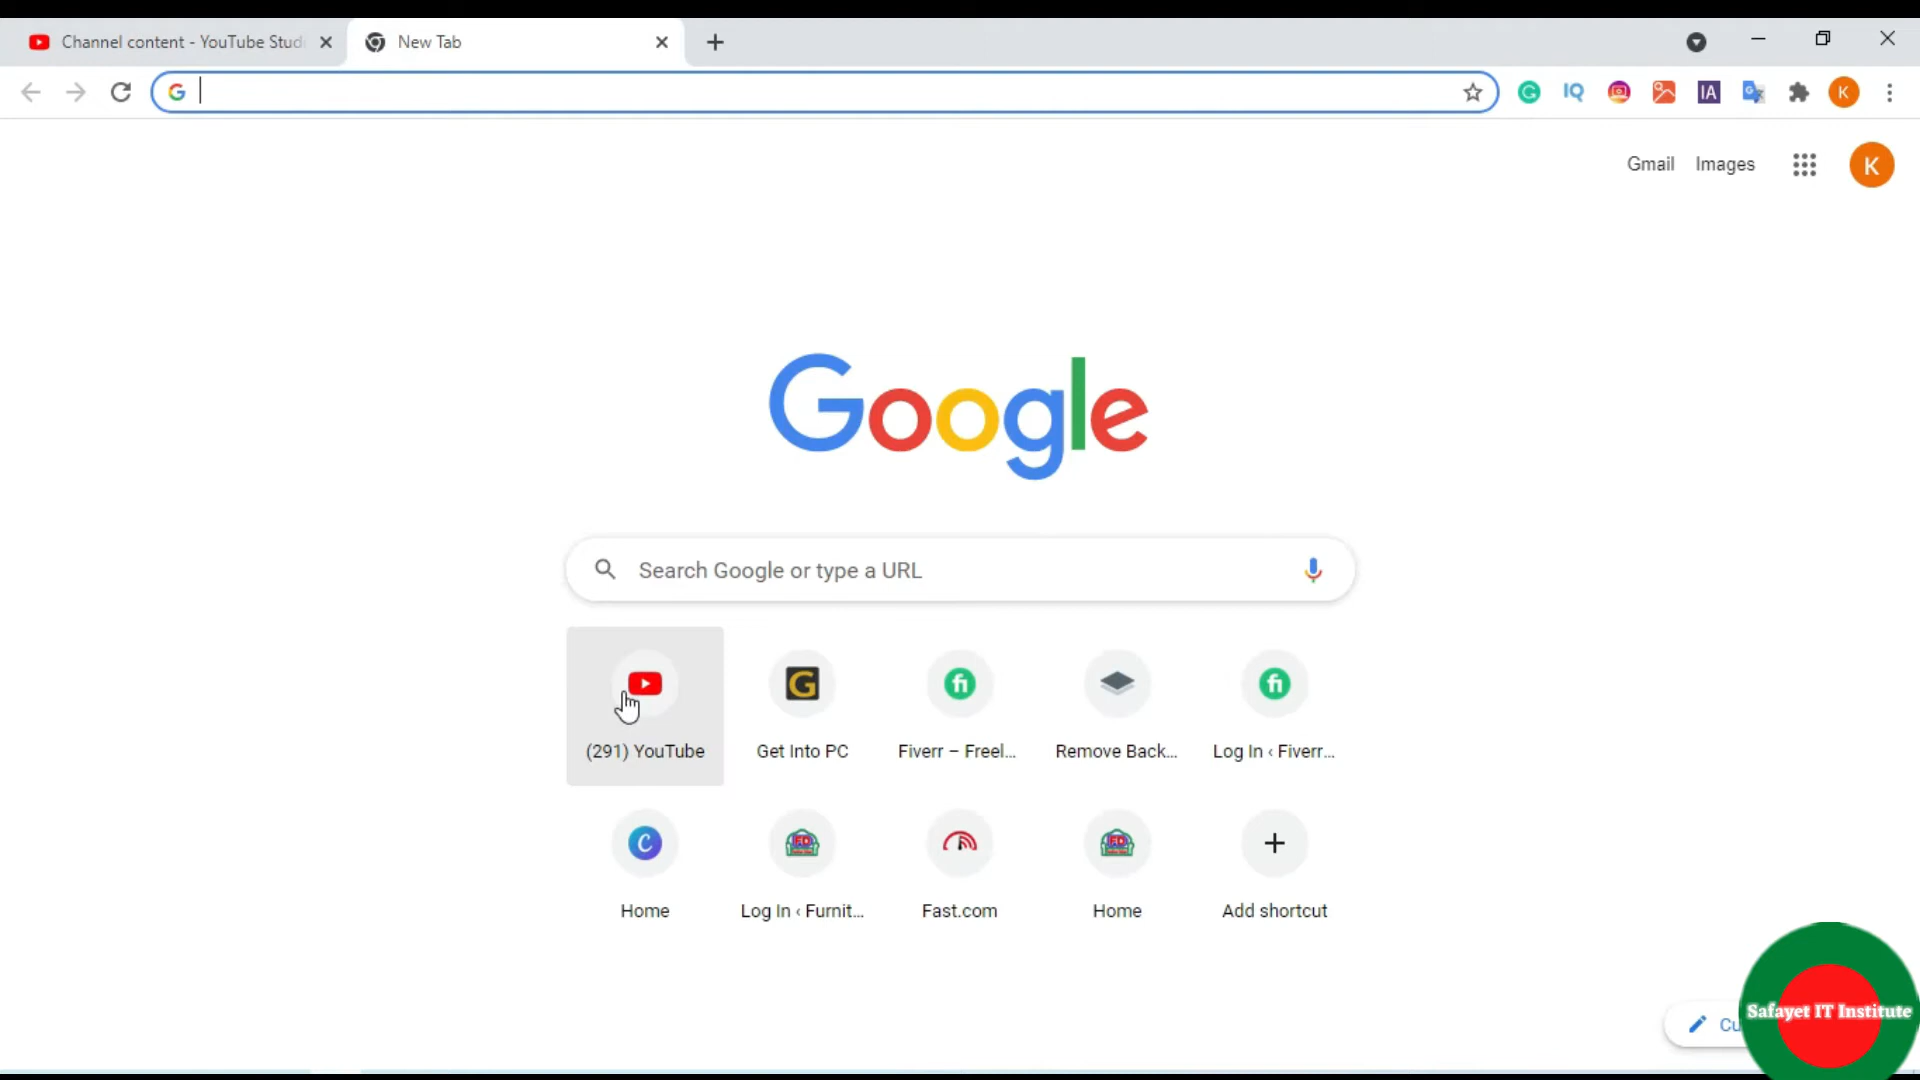 Channel content - YouTube Stud
New Tab
IQ
IA
K
Gmail Images
K
Google
Search Google or type a URL
(291) YouTube
Get Into PC
Fiverr – Freel...
Remove Back...
Log In ‹ Fiverr...
Home
Log In ‹ Furnit...
Fast.com
Home
Add shortcut
Safayet IT Institute
Cu